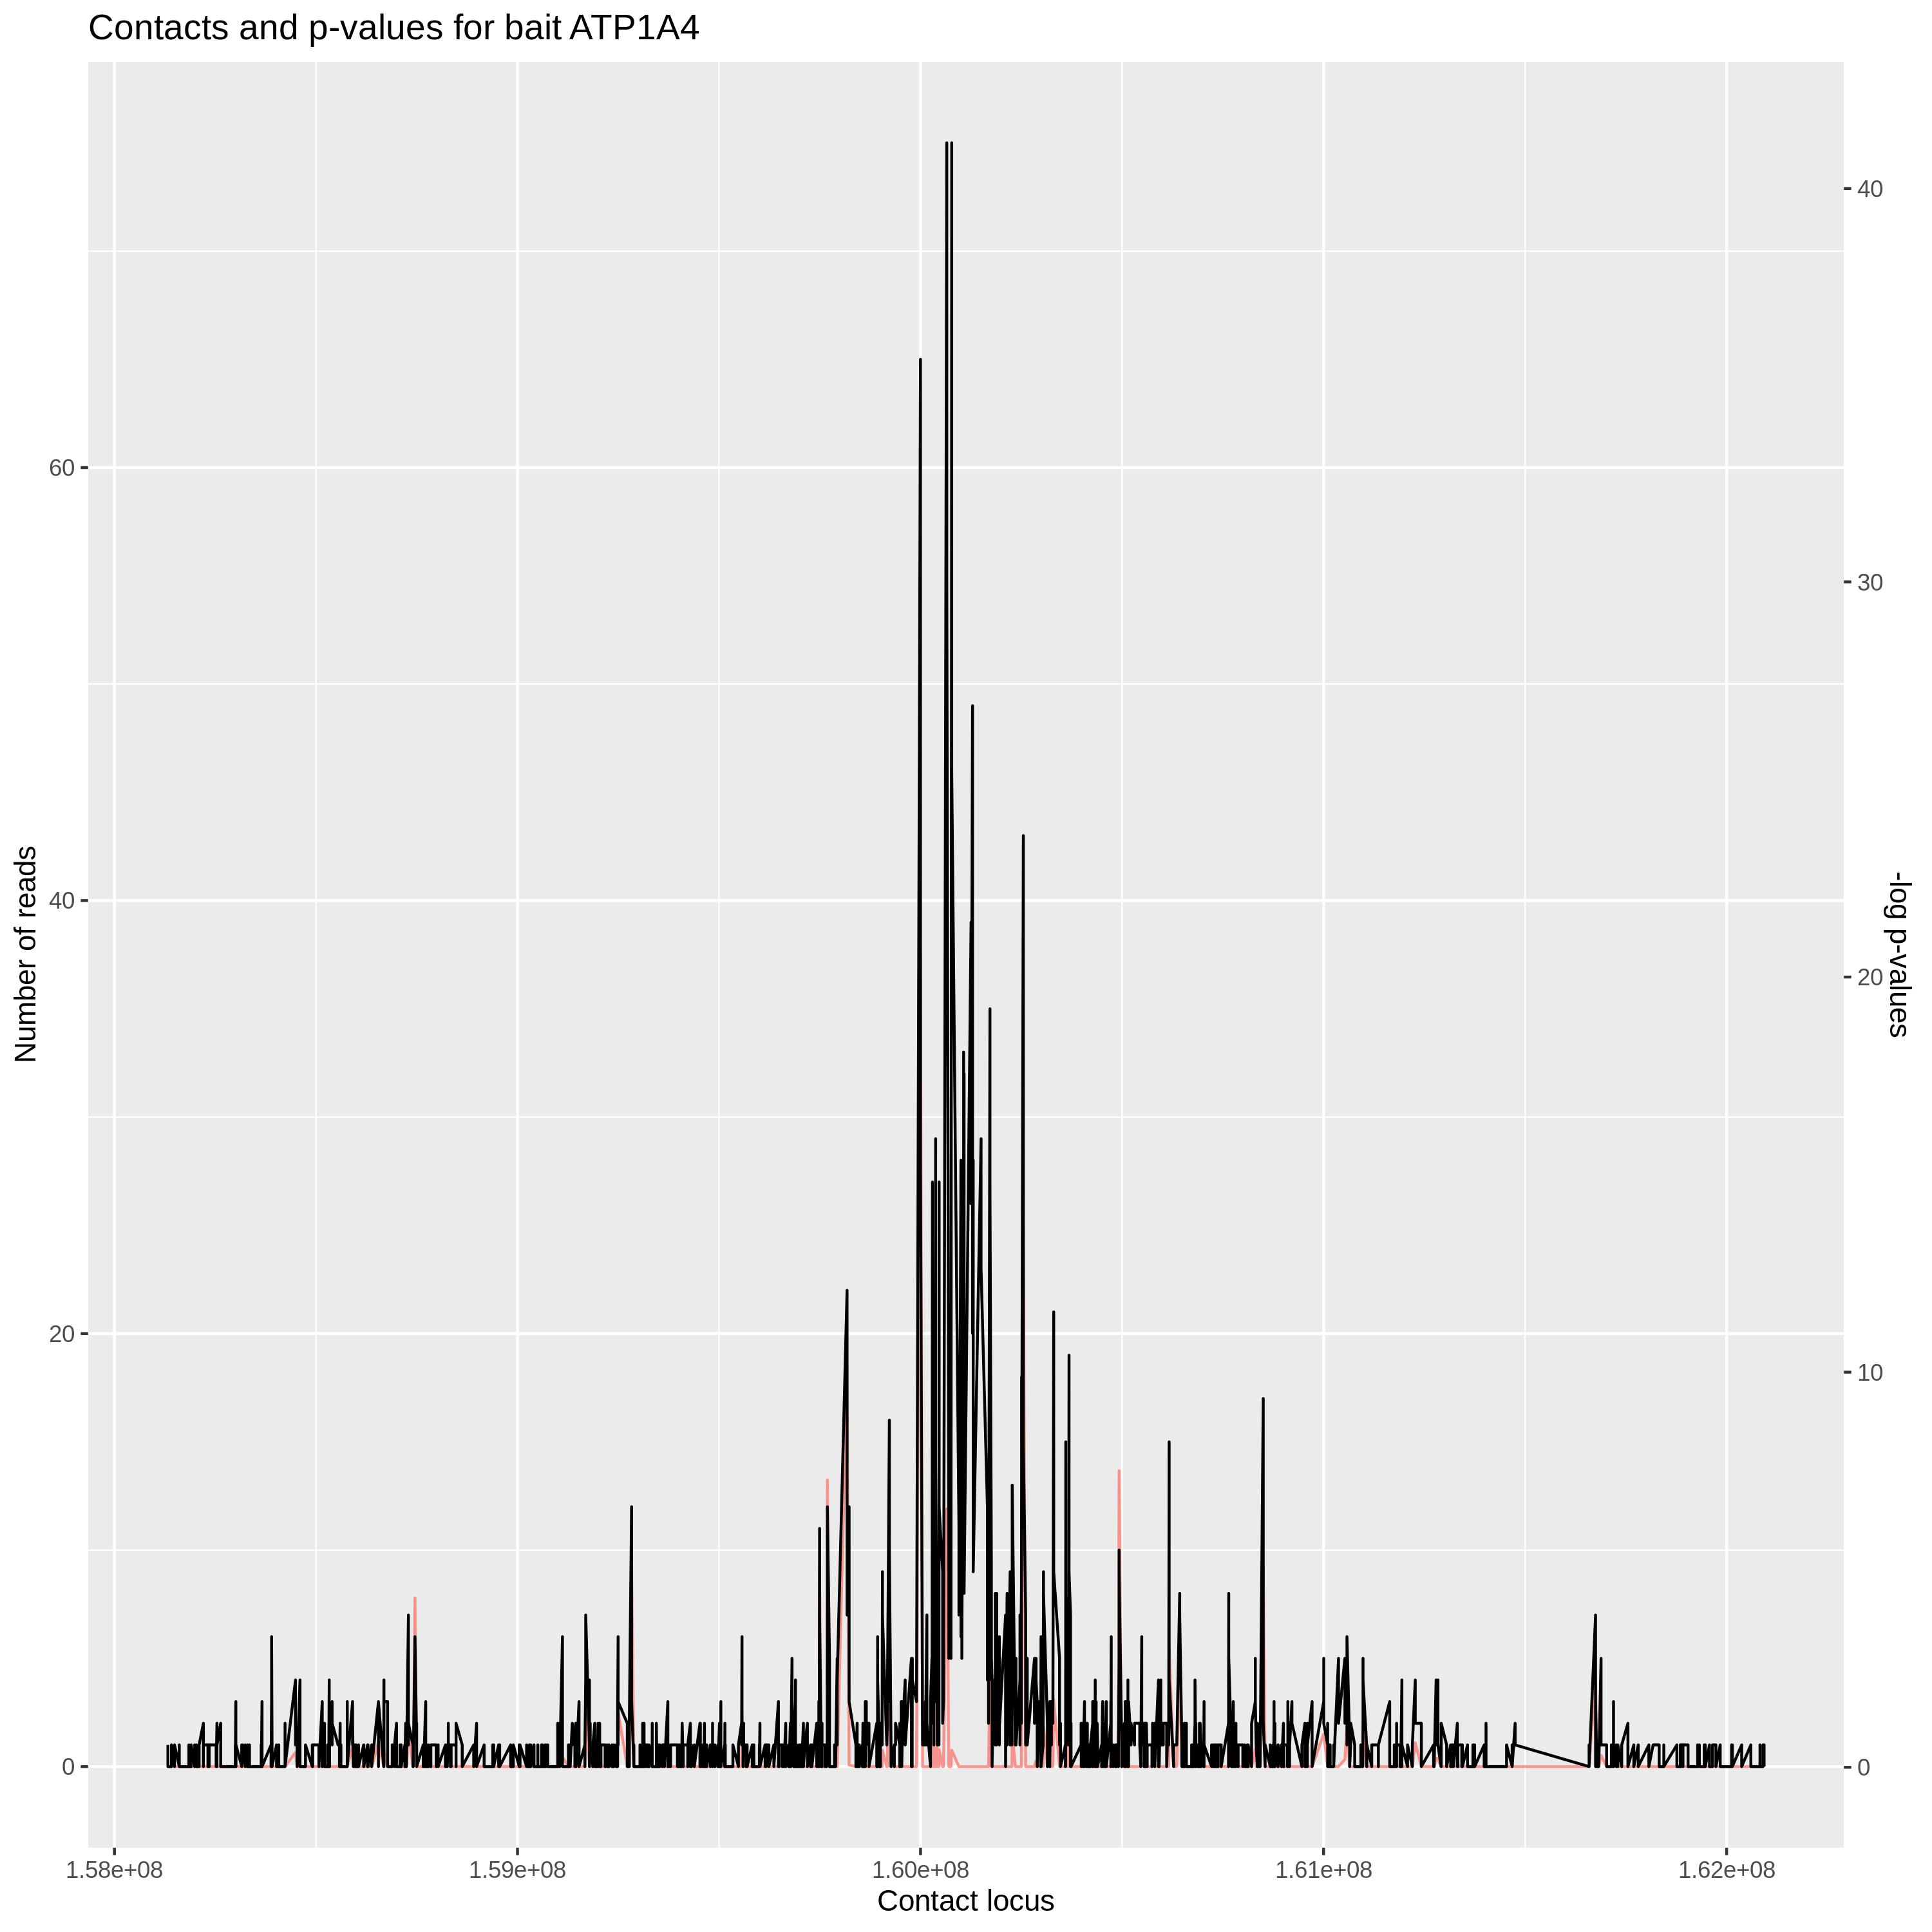 Contacts and p-values for bait ATP1A4
40
60
30
Number of reads
40
-log p-values
20
20
10
0
0
1.58e+08
1.59e+08
1.60e+08
1.61e+08
1.62e+08
Contact locus